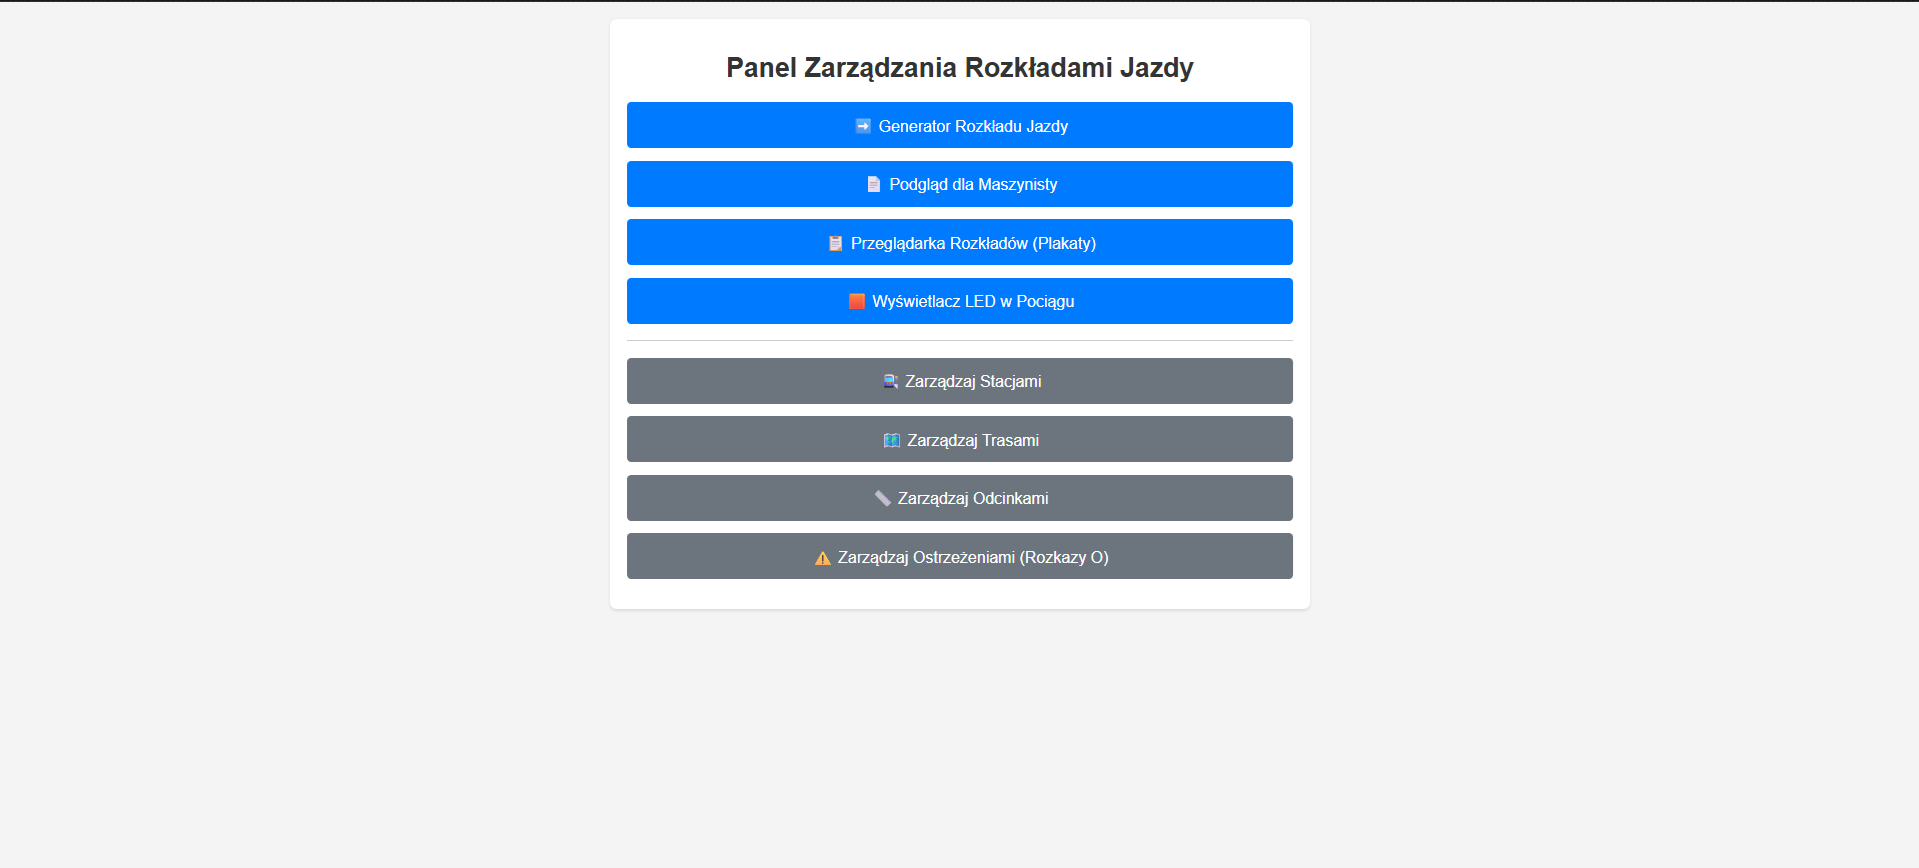 Panel Zarządzania Rozkładami Jazdy
➡️ Generator Rozkładu Jazdy
📄 Podgląd dla Maszynisty
📋 Przeglądarka Rozkładów (Plakaty)
🟥 Wyświetlacz LED w Pociągu
🚉 Zarządzaj Stacjami
🗺️ Zarządzaj Trasami
📏 Zarządzaj Odcinkami
⚠️ Zarządzaj Ostrzeżeniami (Rozkazy O)